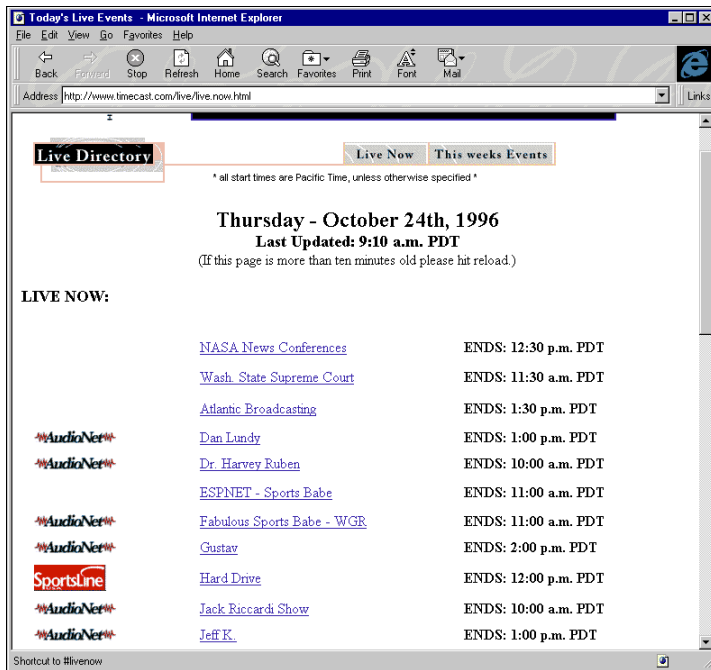 Today's Live Events - Microsoft Internet Explorer
File Edit View Go Favorites Help
Back Forward Stop Refresh Home Search Favorites Print Font Mail
Address http://www.timecast.com/live/live.now.html Links
Live Directory Live Now This weeks Events
* all start times are Pacific Time, unless otherwise specified *
Thursday - October 24th, 1996
Last Updated: 9:10 a.m. PDT
(If this page is more than ten minutes old please hit reload.)
LIVE NOW:
NASA News Conferences ENDS: 12:30 p.m. PDT
Wash. State Supreme Court ENDS: 11:30 a.m. PDT
Atlantic Broadcasting ENDS: 1:30 p.m. PDT
AudioNet Dan Lundy ENDS: 1:00 p.m. PDT
AudioNet Dr. Harvey Ruben ENDS: 10:00 a.m. PDT
ESPNET - Sports Babe ENDS: 11:00 a.m. PDT
AudioNet Fabulous Sports Babe - WGR ENDS: 11:00 a.m. PDT
AudioNet Gustav ENDS: 2:00 p.m. PDT
SportsLine Hard Drive ENDS: 12:00 p.m. PDT
AudioNet Jack Riccardi Show ENDS: 10:00 a.m. PDT
AudioNet Jeff K. ENDS: 1:00 p.m. PDT
Shortcut to #livenow